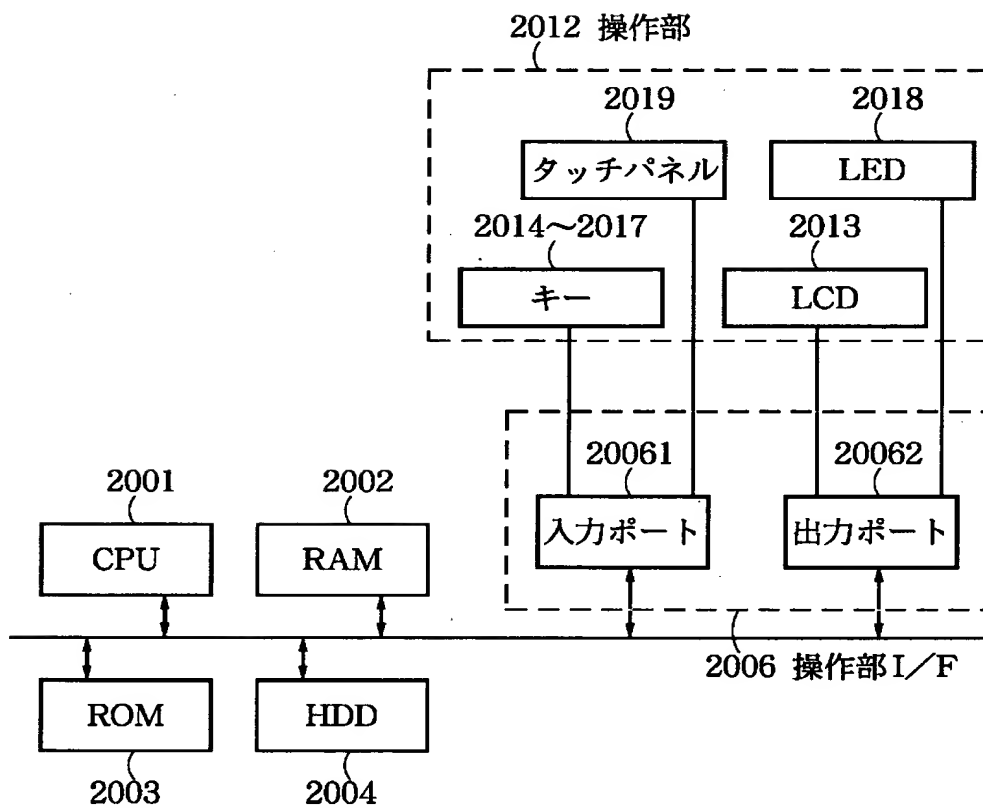 2012 操作部
2019
2018
タッチパネル
LED
2014〜2017
2013
キー
LCD
20061
20062
2001
2002
入力ポート
出力ポート
CPU
RAM
2006 操作部I/F
ROM
HDD
2003
2004